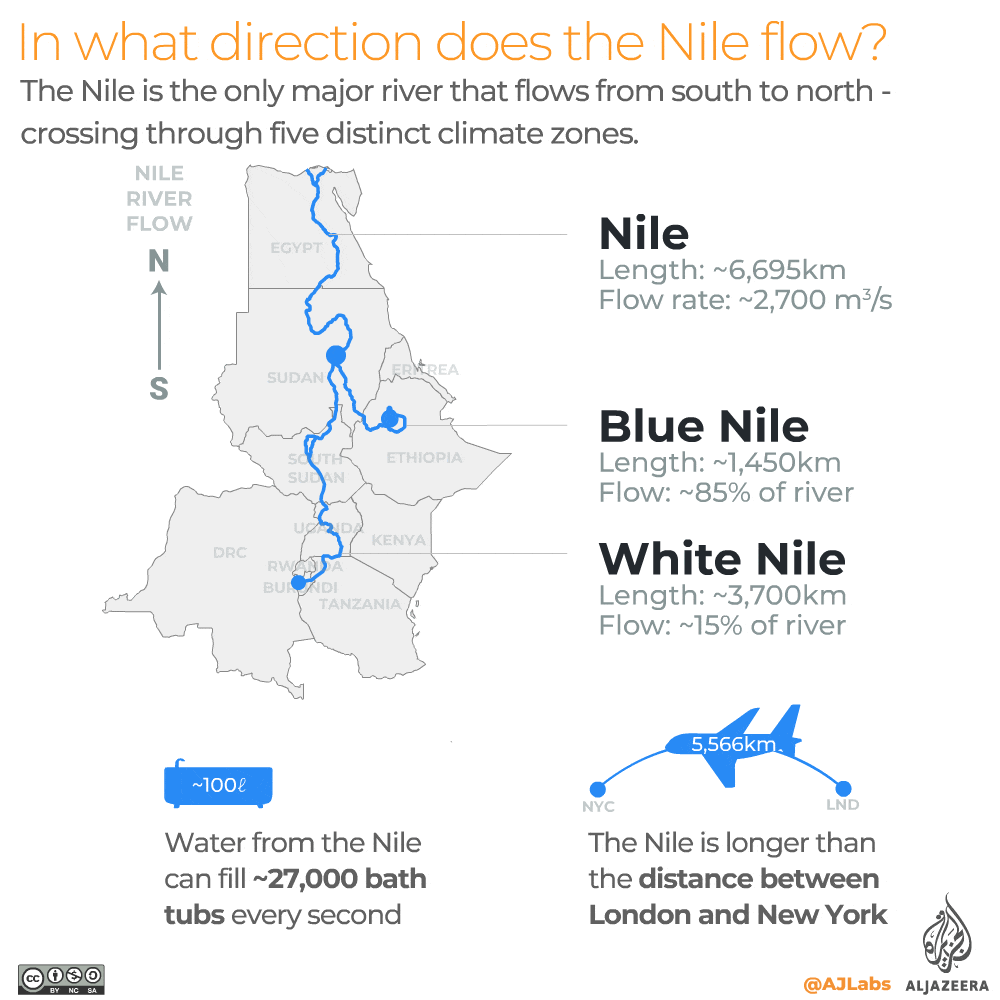 In what direction does the Nile flow?
The Nile is the only major river that flows from south to north -
crossing through five distinct climate zones.
NILE
RIVER
FLOW
N
S
EGYPT
SUDAN
ERITREA
SOUTH
SUDAN
ETHIOPIA
UGANDA
KENYA
DRC
RWANDA
BURUNDI
TANZANIA
Nile
Length: ~6,695km
Flow rate: ~2,700 m³/s
Blue Nile
Length: ~1,450km
Flow: ~85% of river
White Nile
Length: ~3,700km
Flow: ~15% of river
~100ℓ
Water from the Nile
can fill ~27,000 bath
tubs every second
5,566km
NYC
LND
The Nile is longer than
the distance between
London and New York
cc
BY NC SA
@AJLabs
ALJAZEERA
الجزيرة